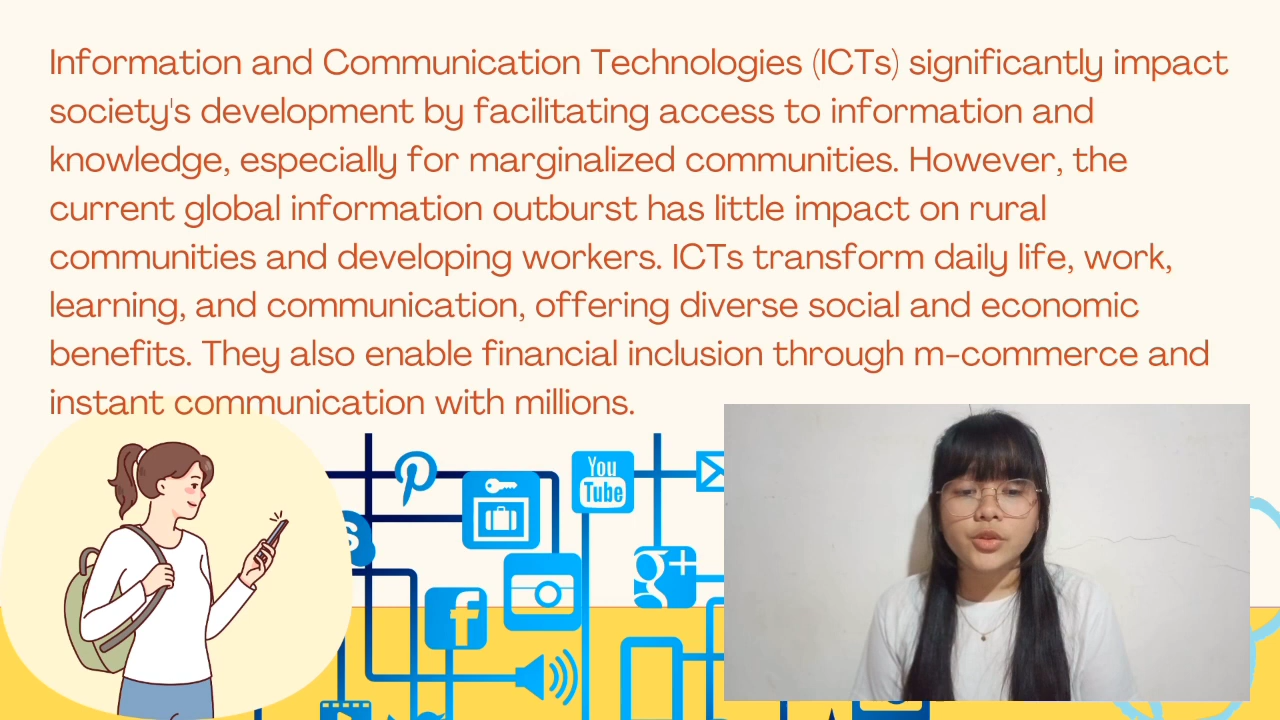 Information and Communication Technologies (ICTs) significantly impact
society's development by facilitating access to information and
knowledge, especially for marginalized communities. However, the
current global information outburst has little impact on rural
communities and developing workers. ICTs transform daily life, work,
learning, and communication, offering diverse social and economic
benefits. They also enable financial inclusion through m-commerce and
instant communication with millions.
You
Tube